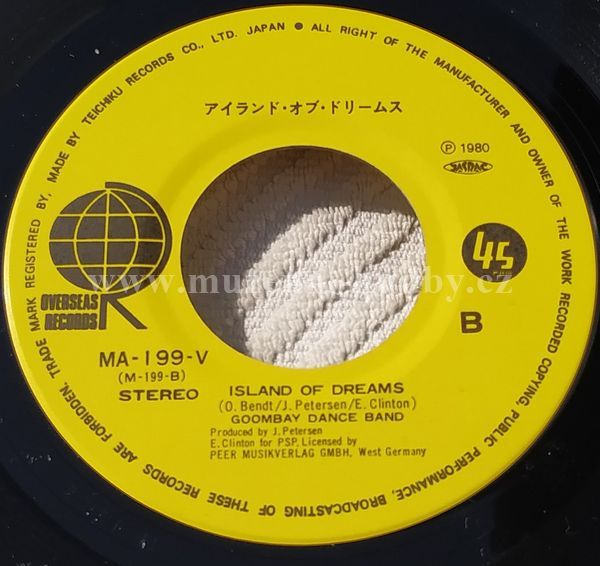 TRADE MARK REGISTERED BY, MADE BY TEICHIKU RECORDS CO., LTD. JAPAN ● ALL RIGHT OF THE MANUFACTURER AND OWNER OF THE WORK RECORDED COPYING, PUBLIC PERFORMANCE, BROADCASTING OF THESE RECORDS ARE FORBIDDEN.
アイランド・オブ・ドリームス
Ⓟ 1980
JASRAC
45
OVERSEAS
RECORDS
B
MA-199-V
(M-199-B)
STEREO
ISLAND OF DREAMS
(O. Bendt/J. Petersen/E. Clinton)
GOOMBAY DANCE BAND
Produced by J. Petersen
E. Clinton for PSP, Licensed by
PEER MUSIKVERLAG GMBH, West Germany